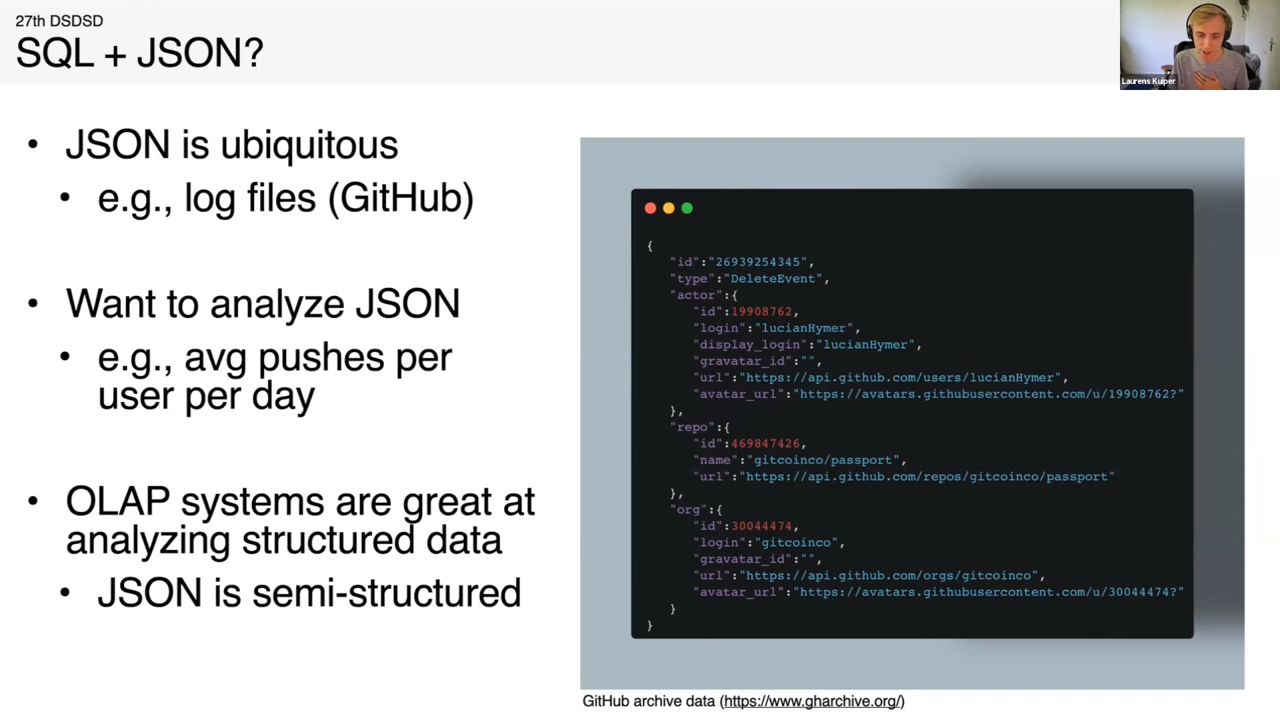 27th DSDSD
SQL + JSON?
Laurens Kuiper
• JSON is ubiquitous
• e.g., log files (GitHub)
• Want to analyze JSON
• e.g., avg pushes per
user per day
• OLAP systems are great at
analyzing structured data
• JSON is semi-structured
{
"id":"26939254345",
"type":"DeleteEvent",
"actor":{
"id":19908762,
"login":"lucianHymer",
"display_login":"lucianHymer",
"gravatar_id":"",
"url":"https://api.github.com/users/lucianHymer",
"avatar_url":"https://avatars.githubusercontent.com/u/19908762?"
},
"repo":{
"id":469847426,
"name":"gitcoinco/passport",
"url":"https://api.github.com/repos/gitcoinco/passport"
},
"org":{
"id":30044474,
"login":"gitcoinco",
"gravatar_id":"",
"url":"https://api.github.com/orgs/gitcoinco",
"avatar_url":"https://avatars.githubusercontent.com/u/30044474?"
}
}
GitHub archive data (https://www.gharchive.org/)